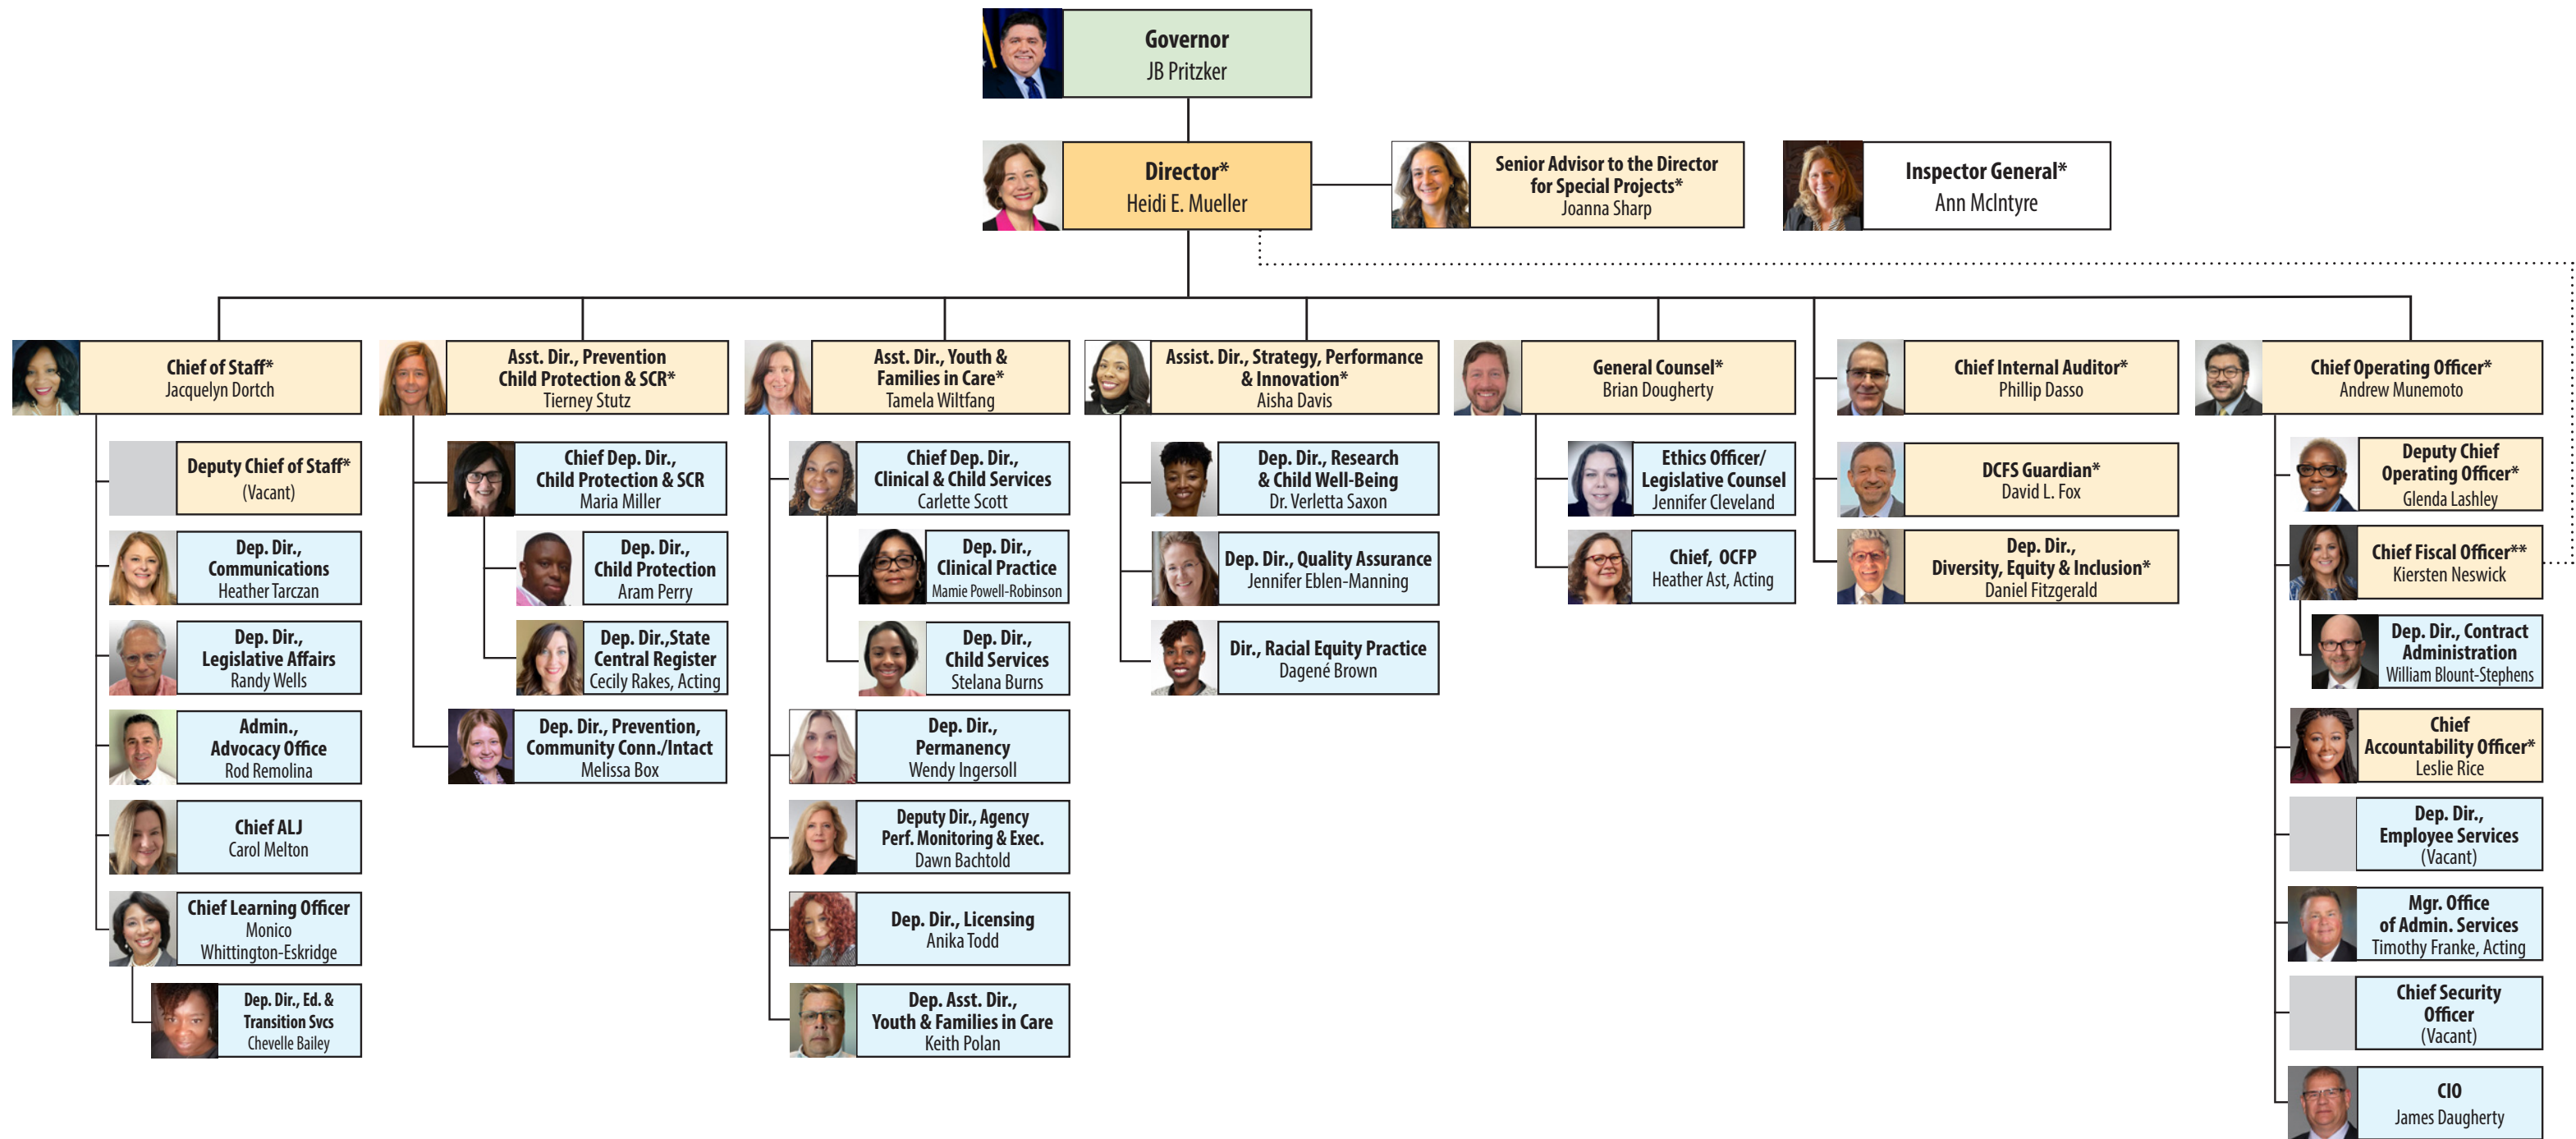 Governor
JB Pritzker
Director*
Heidi E. Mueller
Senior Advisor to the Director
for Special Projects*
Joanna Sharp
Inspector General*
Ann McIntyre
Chief of Staff*
Jacquelyn Dortch
Deputy Chief of Staff*
(Vacant)
Dep. Dir.,
Communications
Heather Tarczan
Dep. Dir.,
Legislative Affairs
Randy Wells
Admin.,
Advocacy Office
Rod Remolina
Chief ALJ
Carol Melton
Chief Learning Officer
Monico
Whittington-Eskridge
Dep. Dir., Ed. &
Transition Svcs
Chevelle Bailey
Asst. Dir., Prevention
Child Protection & SCR*
Tierney Stutz
Chief Dep. Dir.,
Child Protection & SCR
Maria Miller
Dep. Dir.,
Child Protection
Aram Perry
Dep. Dir.,State
Central Register
Cecily Rakes, Acting
Dep. Dir., Prevention,
Community Conn./Intact
Melissa Box
Asst. Dir., Youth &
Families in Care*
Tamela Wiltfang
Chief Dep. Dir.,
Clinical & Child Services
Carlette Scott
Dep. Dir.,
Clinical Practice
Mamie Powell-Robinson
Dep. Dir.,
Child Services
Stelana Burns
Dep. Dir.,
Permanency
Wendy Ingersoll
Deputy Dir., Agency
Perf. Monitoring & Exec.
Dawn Bachtold
Dep. Dir., Licensing
Anika Todd
Dep. Asst. Dir.,
Youth & Families in Care
Keith Polan
Assist. Dir., Strategy, Performance
& Innovation*
Aisha Davis
Dep. Dir., Research
& Child Well-Being
Dr. Verletta Saxon
Dep. Dir., Quality Assurance
Jennifer Eblen-Manning
Dir., Racial Equity Practice
Dagené Brown
General Counsel*
Brian Dougherty
Ethics Officer/
Legislative Counsel
Jennifer Cleveland
Chief, OCFP
Heather Ast, Acting
Chief Internal Auditor*
Phillip Dasso
DCFS Guardian*
David L. Fox
Dep. Dir.,
Diversity, Equity & Inclusion*
Daniel Fitzgerald
Chief Operating Officer*
Andrew Munemoto
Deputy Chief
Operating Officer*
Glenda Lashley
Chief Fiscal Officer**
Kiersten Neswick
Dep. Dir., Contract
Administration
William Blount-Stephens
Chief
Accountability Officer*
Leslie Rice
Dep. Dir.,
Employee Services
(Vacant)
Mgr. Office
of Admin. Services
Timothy Franke, Acting
Chief Security
Officer
(Vacant)
CIO
James Daugherty